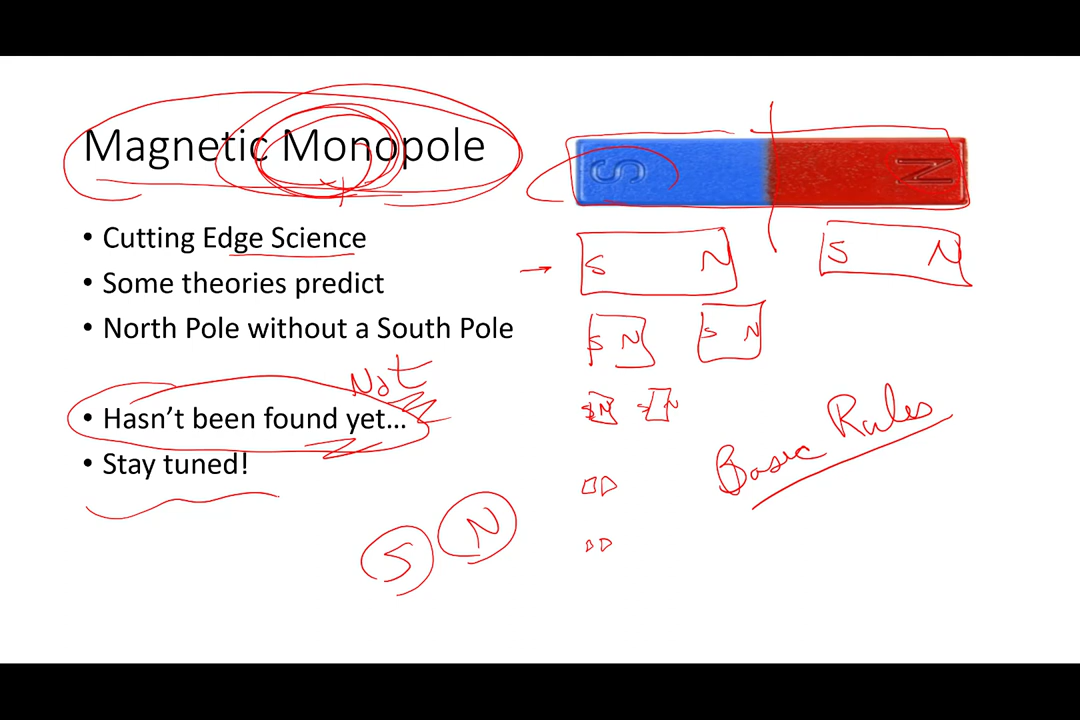 Magnetic Monopole
• Cutting Edge Science
• Some theories predict
• North Pole without a South Pole
Not
• Hasn't been found yet...
• Stay tuned!
S N
S N
S N S N
S N S N
S N S N
Basic Rules